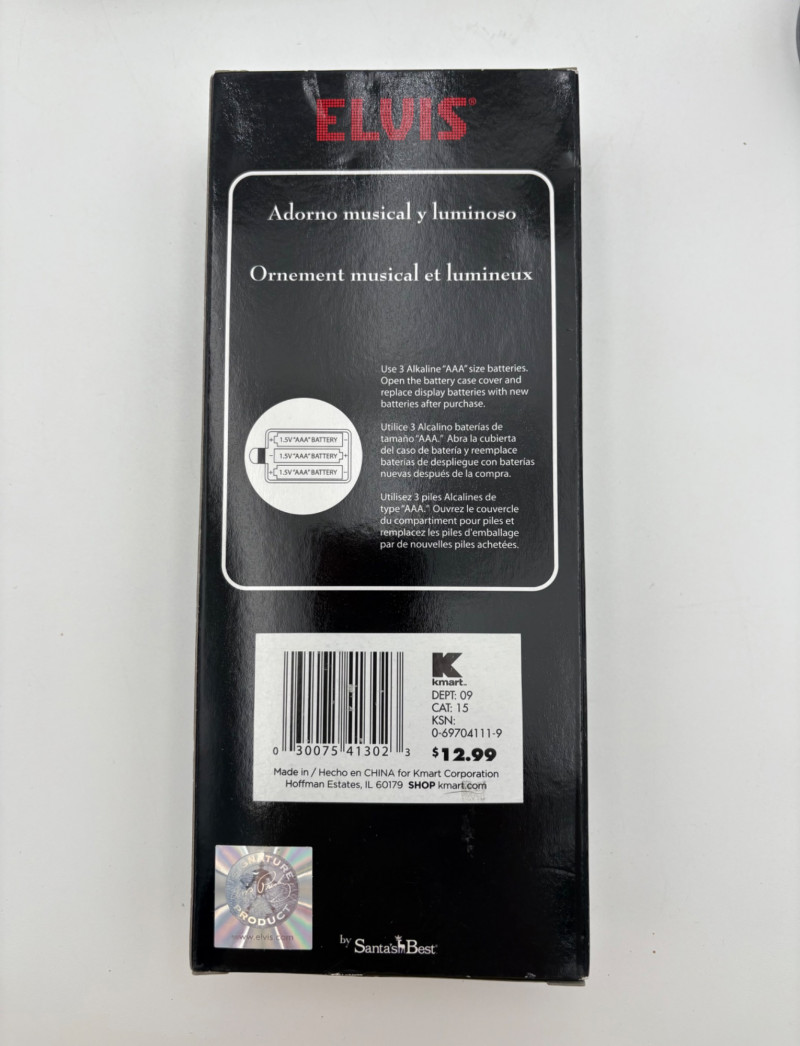 ELVIS®
Adorno musical y luminoso
Ornement musical et lumineux
Use 3 Alkaline "AAA" size batteries.
Open the battery case cover and
replace display batteries with new
batteries after purchase.
Utilice 3 Alcalino baterías de
tamaño "AAA." Abra la cubierta
del caso de batería y reemplace
baterías de despliegue con baterías
nuevas después de la compra.
Utilisez 3 piles Alcalines de
type "AAA." Ouvrez le couvercle
du compartiment pour piles et
remplacez les piles d'emballage
par de nouvelles piles achetées.
+ 1.5V "AAA" BATTERY -
- 1.5V "AAA" BATTERY +
+ 1.5V "AAA" BATTERY -
K
kmart™
DEPT: 09
CAT: 15
KSN:
0-69704111-9
$12.99
0 30075 41302 3
Made in / Hecho en CHINA for Kmart Corporation
Hoffman Estates, IL 60179 SHOP kmart.com
PRODUCT
www.elvis.com
by Santa's Best